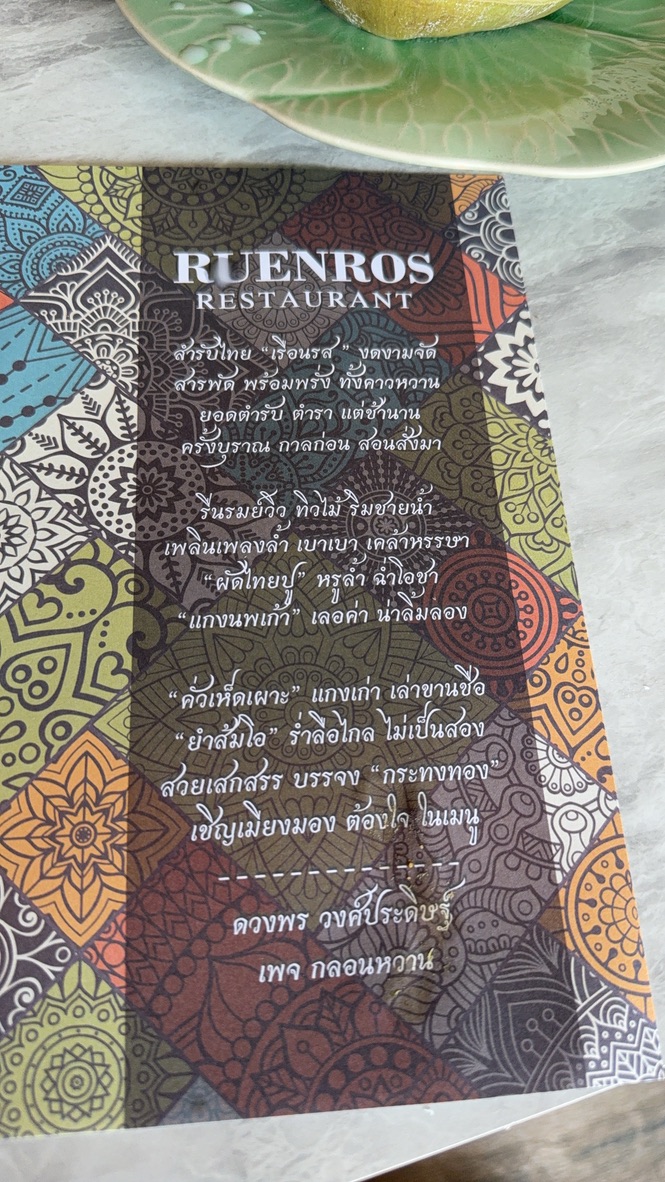 RUENROS
RESTAURANT
สำรับไทย “เรือนรส ” งดงามจัด
สารพัด พร้อมพรั่ง ทั้งคาวหวาน
ยอดตำรับ ตำรา แต่ช้านาน
ครั้งบุราณ กาลก่อน สอนสั่งมา
รื่นรมย์วิว ทิวไม้ ริมชายน้ำ
เพลินเพลงล้ำ เบาเบา เคล้าหรรษา
“ผัดไทยปู” หรูล้ำ ฉ่ำโอชา
“แกงนพเก้า” เลอค่า น่าลิ้มลอง
“คั่วเห็ดเผาะ” แกงเก่า เล่าขานชื่อ
“ยำส้มโอ” ร่ำลือไกล ไม่เป็นสอง
สวยเสกสรร บรรจง “กระทงทอง”
เชิญเมียงมอง ต้องใจ ในเมนู
ดวงพร วงศ์ประดิษฐ์
เพจ กลอนหวาน